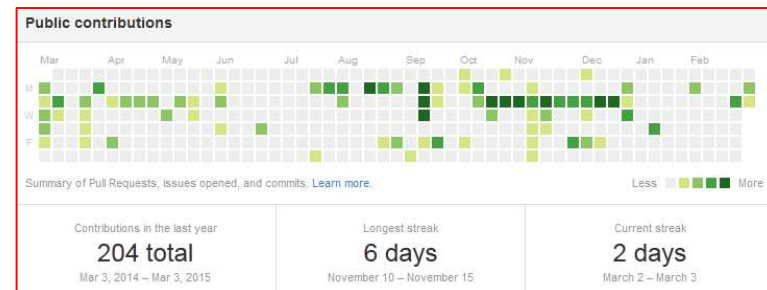 Public contributions
Mar Apr May Jun Jul Aug Sep Oct Nov Dec Jan Feb
M
W
F
Summary of Pull Requests, issues opened, and commits. Learn more. Less More
Contributions in the last year Longest streak Current streak
204 total 6 days 2 days
Mar 3, 2014 – Mar 3, 2015 November 10 – November 15 March 2 – March 3